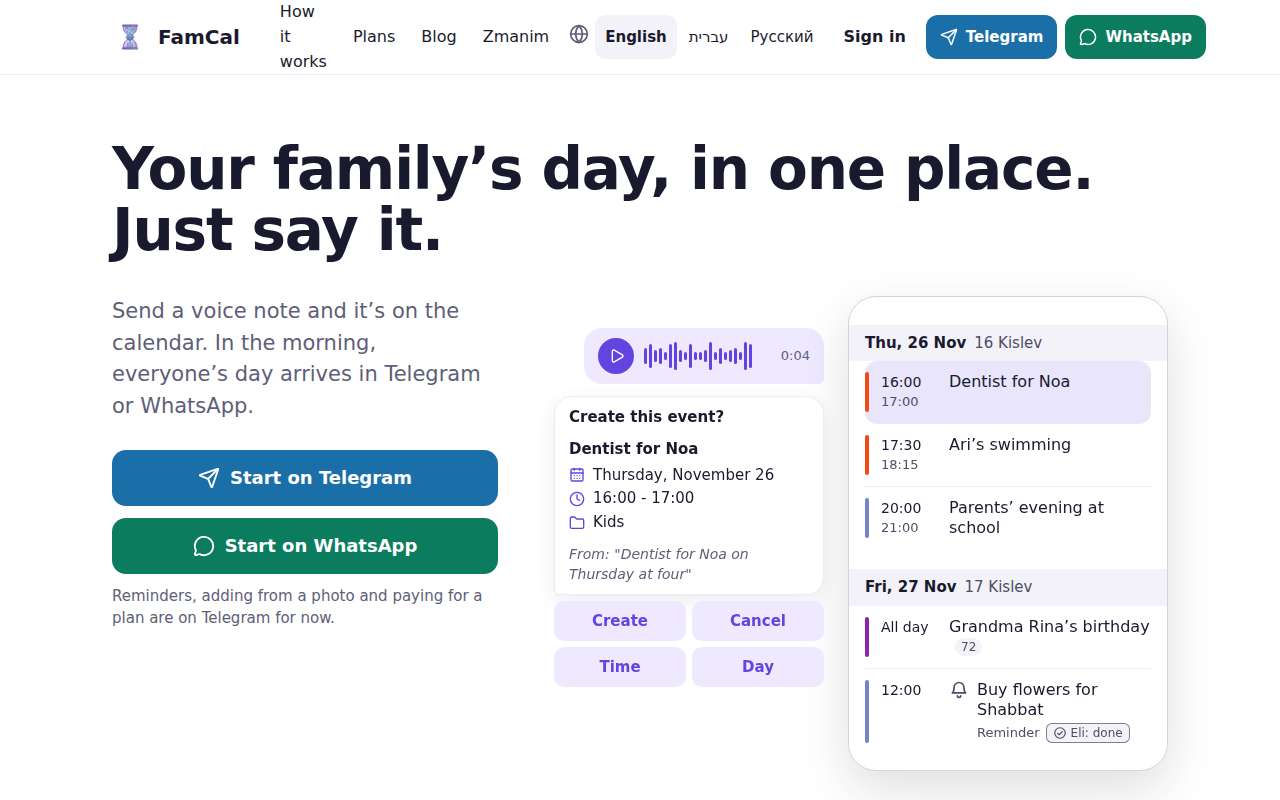 FamCal
How
it
works
Plans
Blog
Zmanim
English
עברית
Русский
Sign in
Telegram
WhatsApp
Your family’s day, in one place.
Just say it.
Send a voice note and it’s on the
calendar. In the morning,
everyone’s day arrives in Telegram
or WhatsApp.
Start on Telegram
Start on WhatsApp
Reminders, adding from a photo and paying for a
plan are on Telegram for now.
0:04
Create this event?
Dentist for Noa
Thursday, November 26
16:00 - 17:00
Kids
From: "Dentist for Noa on
Thursday at four"
Create
Cancel
Time
Day
Thu, 26 Nov 16 Kislev
16:00 Dentist for Noa
17:00
17:30 Ari’s swimming
18:15
20:00 Parents’ evening at
21:00 school
Fri, 27 Nov 17 Kislev
All day Grandma Rina’s birthday
72
12:00 Buy flowers for
Shabbat
Reminder Eli: done